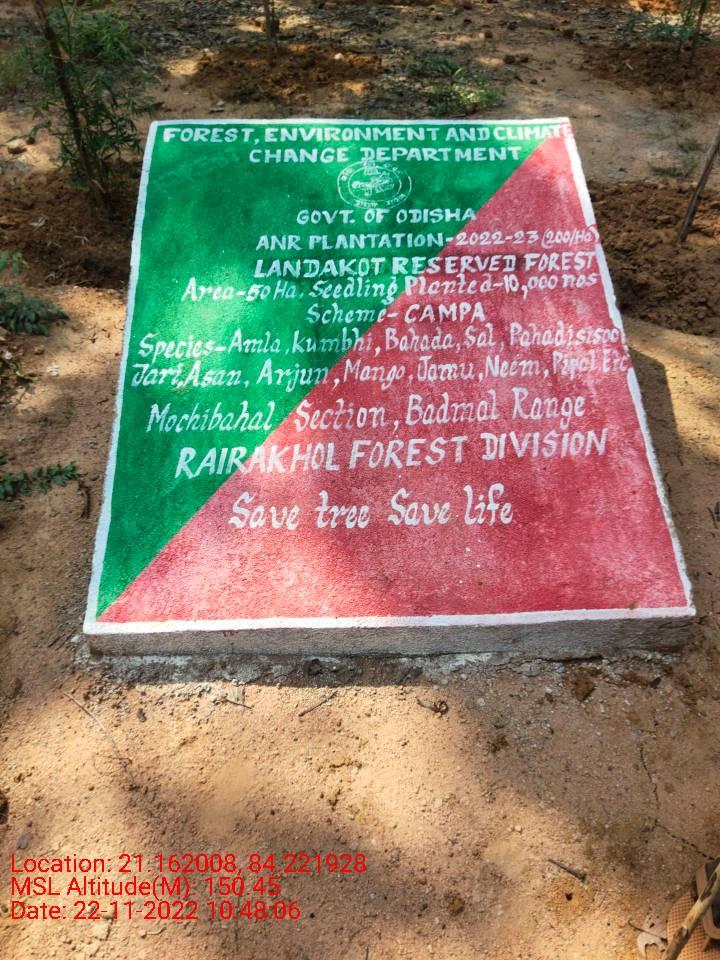 FOREST, ENVIRONMENT AND CLIMATE
CHANGE DEPARTMENT
GOVT. OF ODISHA
ANR PLANTATION-2022-23 (200/Ha)
LANDAKOT RESERVED FOREST
Area-50 Ha, Seedling Planted-10,000 nos
Scheme- CAMPA
Species-Amla, kumbhi, Bahada, Sal, Pahadisisoo
Jari, Asan, Arjun, Mango, Jamu, Neem, Pipal Etc
Mochibahal Section, Badmal Range
RAIRAKHOL FOREST DIVISION
Save tree Save life
Location: 21.162008, 84.221928
MSL Altitude(M): 150.45
Date: 22-11-2022 10:48:06